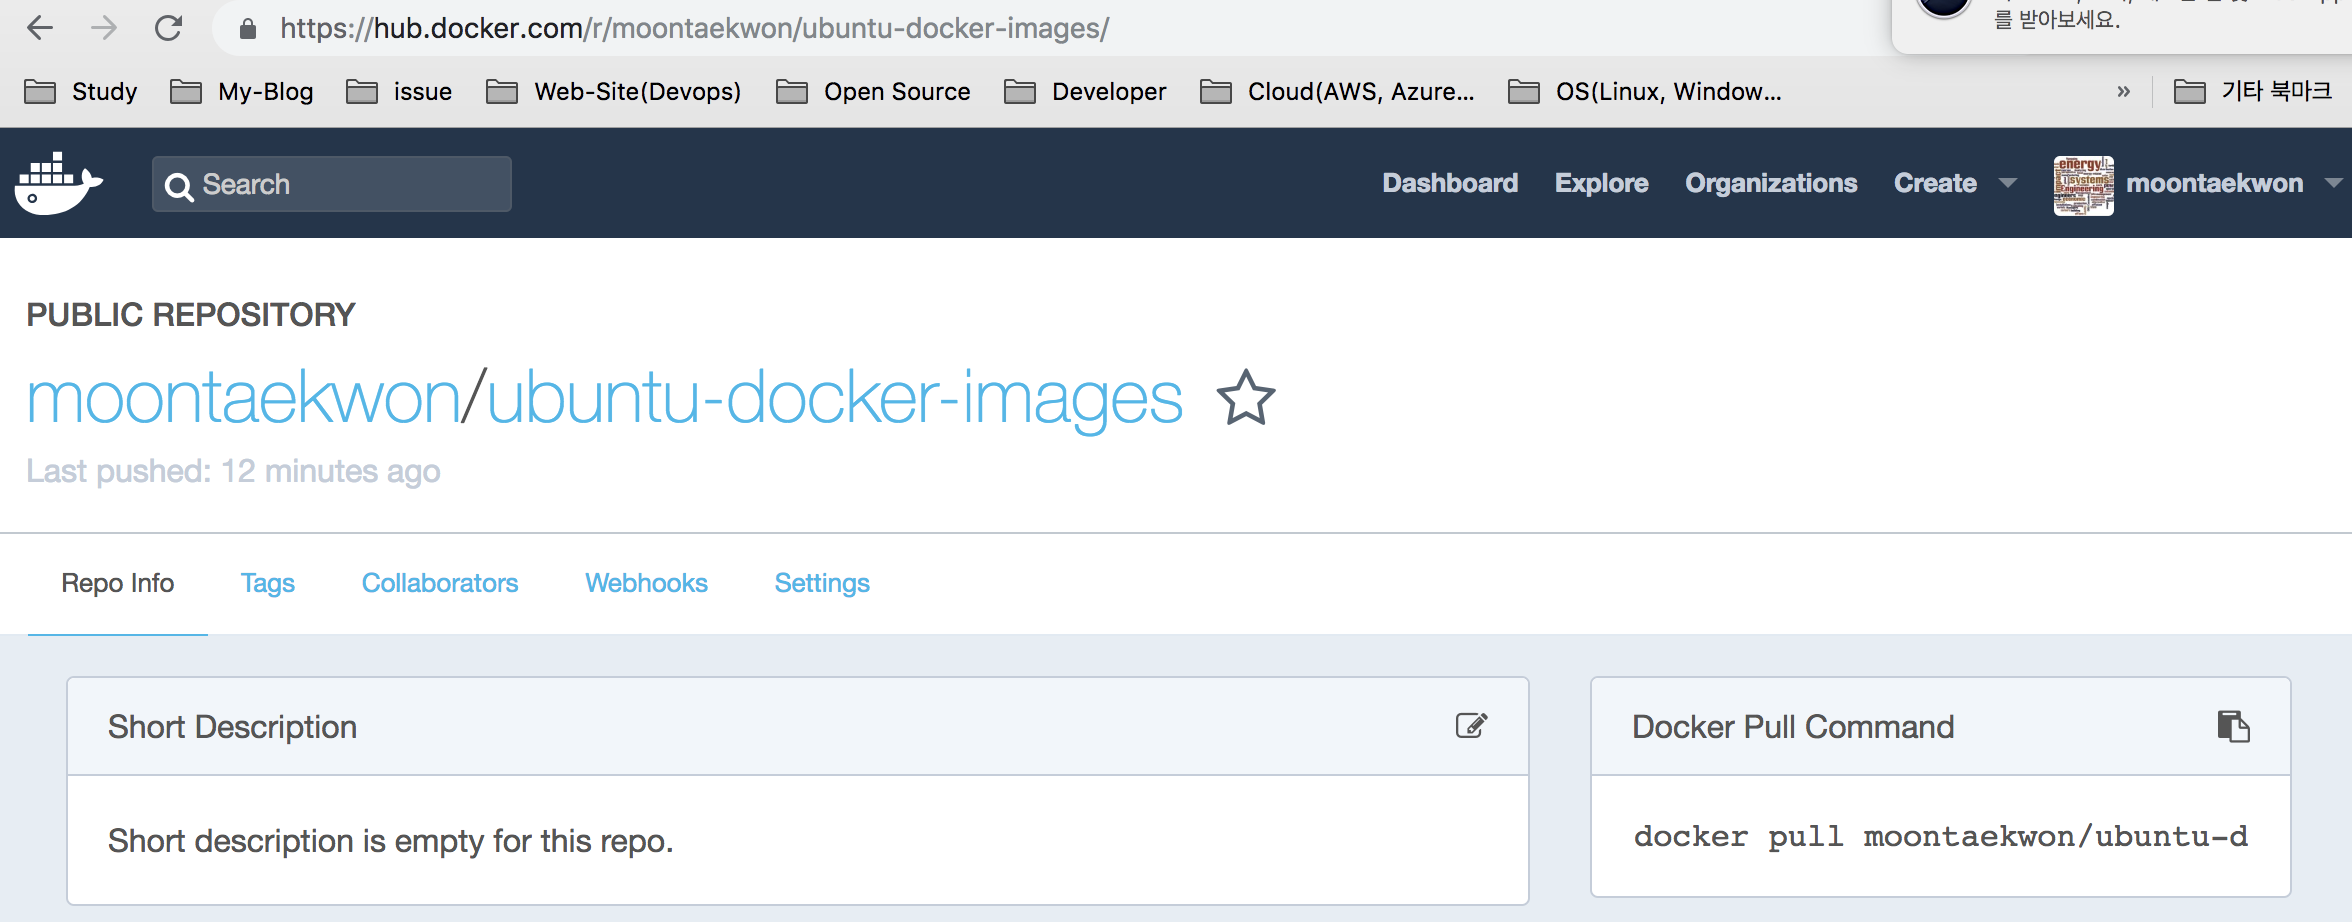 https://hub.docker.com/r/moontaekwon/ubuntu-docker-images/
를 받아보세요.
Study My-Blog issue Web-Site(Devops) Open Source Developer Cloud(AWS, Azure... OS(Linux, Window... » 기타 북마크
Search Dashboard Explore Organizations Create energy systems Engineering moontaekwon
PUBLIC REPOSITORY
moontaekwon/ubuntu-docker-images
Last pushed: 12 minutes ago
Repo Info Tags Collaborators Webhooks Settings
Short Description
Docker Pull Command
Short description is empty for this repo.
docker pull moontaekwon/ubuntu-d